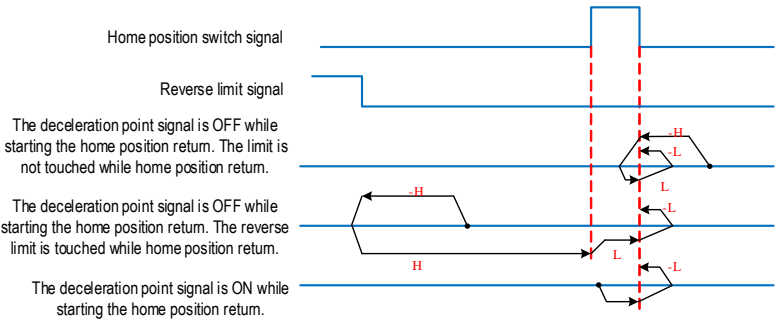 Home position switch signal
Reverse limit signal
The deceleration point signal is OFF while
starting the home position return. The limit is
not touched while home position return.
-H
-L
L
The deceleration point signal is OFF while
starting the home position return. The reverse
limit is touched while home position return.
-H
-L
L
H
The deceleration point signal is ON while
starting the home position return.
-L